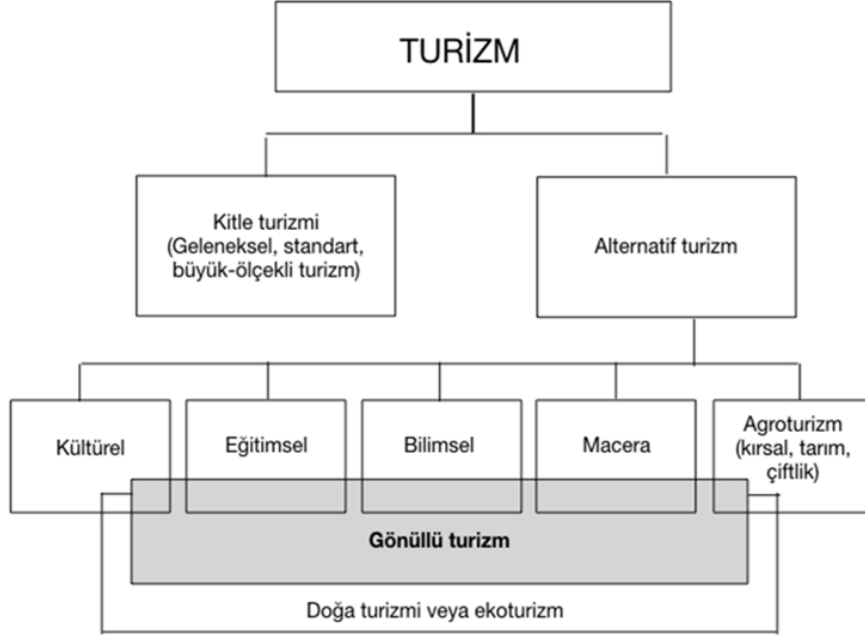 TURİZM
Kitle turizmi
(Geleneksel, standart,
büyük-ölçekli turizm)
Alternatif turizm
Kültürel
Eğitimsel
Bilimsel
Macera
Agroturizm
(kırsal, tarım,
çiftlik)
Gönüllü turizm
Doğa turizmi veya ekoturizm